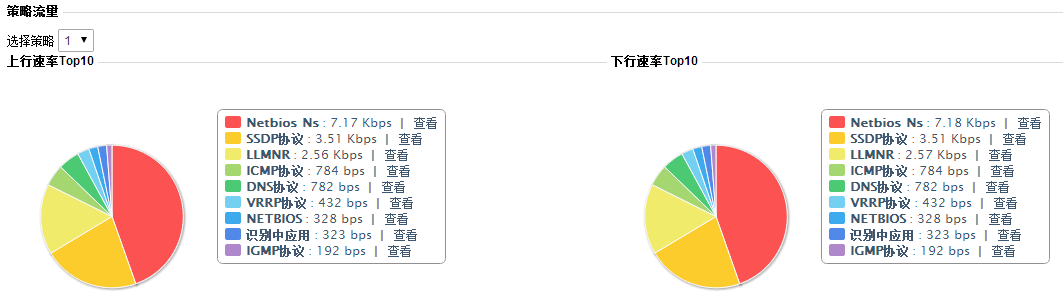 策略流量
选择策略 1
上行速率Top10
Netbios Ns : 7.17 Kbps | 查看
SSDP协议 : 3.51 Kbps | 查看
LLMNR : 2.56 Kbps | 查看
ICMP协议 : 784 bps | 查看
DNS协议 : 782 bps | 查看
VRRP协议 : 432 bps | 查看
NETBIOS : 328 bps | 查看
识别中应用 : 323 bps | 查看
IGMP协议 : 192 bps | 查看
下行速率Top10
Netbios Ns : 7.18 Kbps | 查看
SSDP协议 : 3.51 Kbps | 查看
LLMNR : 2.57 Kbps | 查看
ICMP协议 : 784 bps | 查看
DNS协议 : 782 bps | 查看
VRRP协议 : 432 bps | 查看
NETBIOS : 328 bps | 查看
识别中应用 : 323 bps | 查看
IGMP协议 : 192 bps | 查看